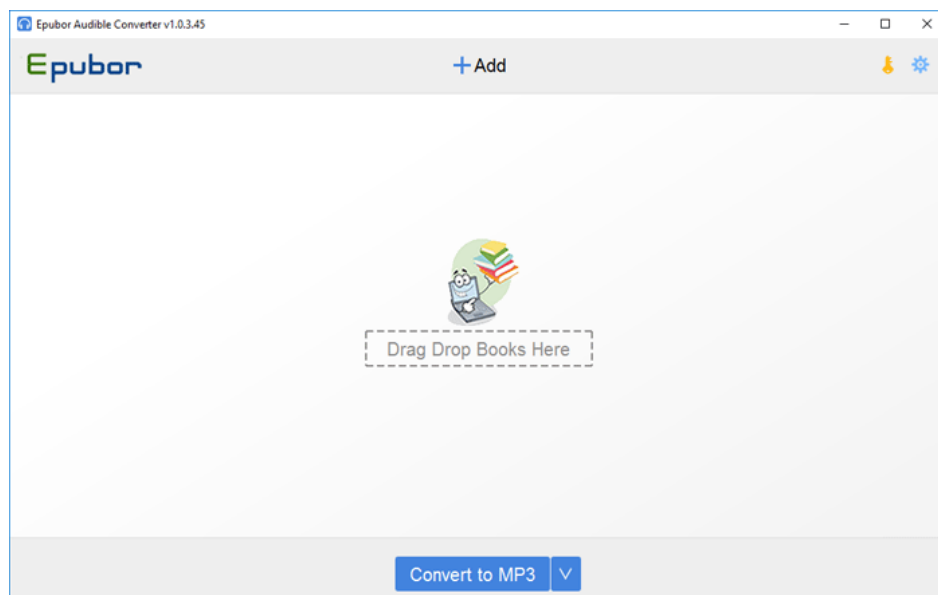 Epubor Audible Converter v1.0.3.45
Epubor
Add
Drag Drop Books Here
Convert to MP3